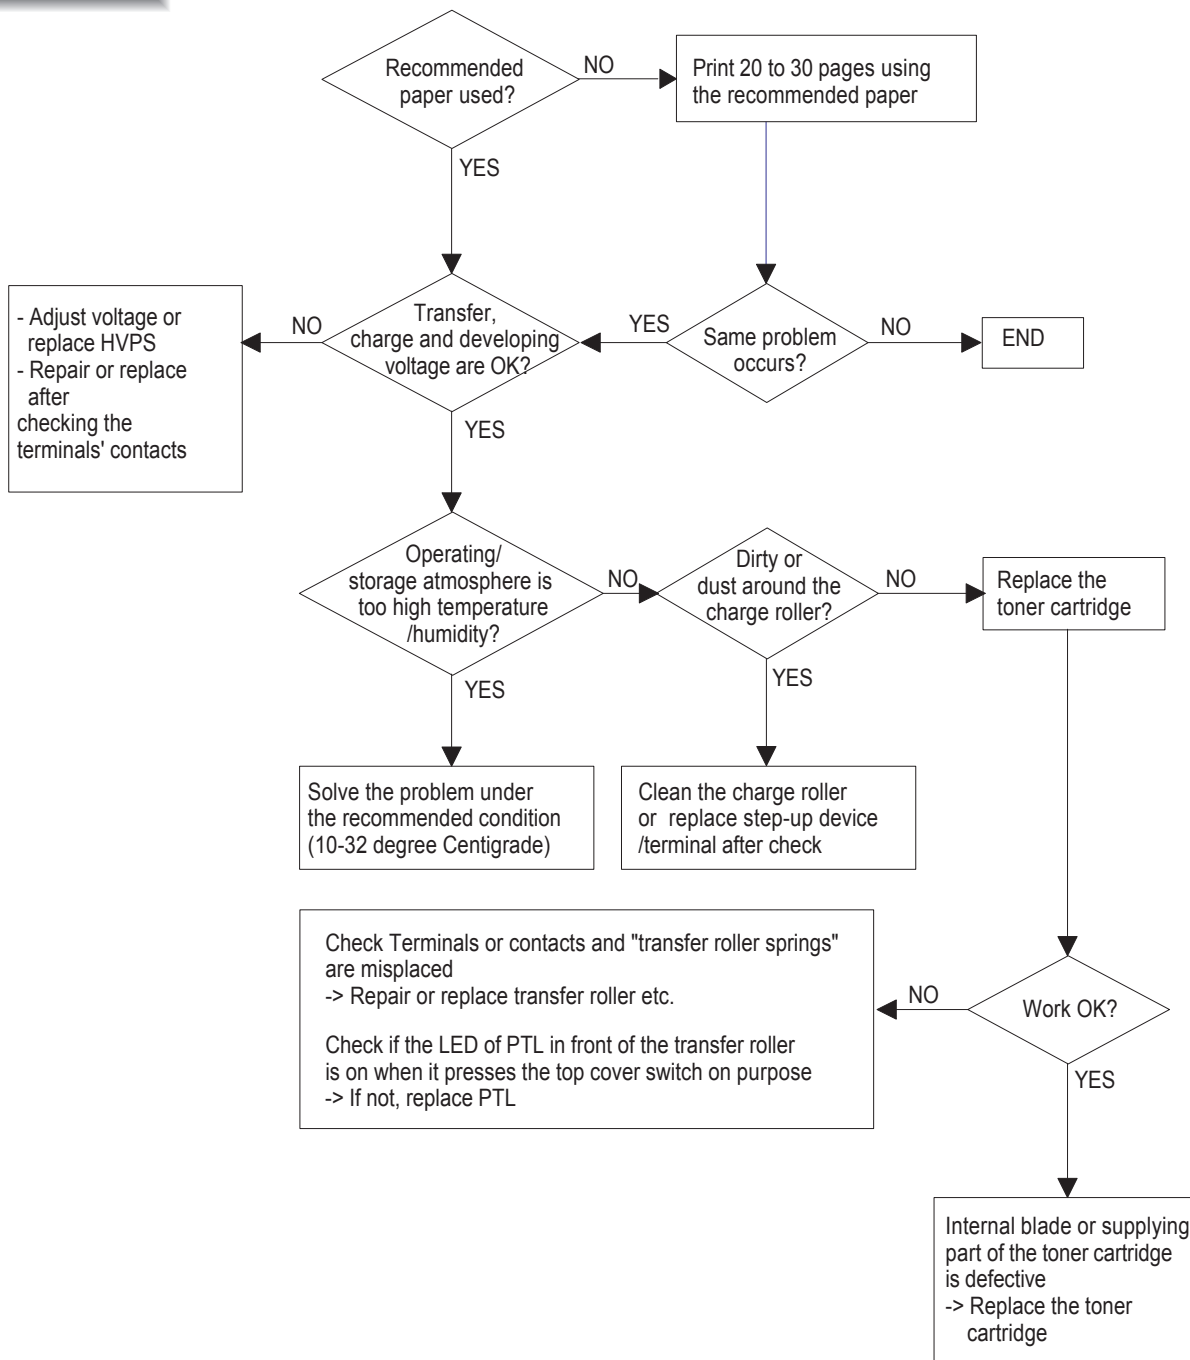 Recommended
paper used?
NO
Print 20 to 30 pages using
the recommended paper
YES
- Adjust voltage or
replace HVPS
- Repair or replace
after
checking the
terminals' contacts
NO
Transfer,
charge and developing
voltage are OK?
YES
Same problem
occurs?
NO
END
YES
Operating/
storage atmosphere is
too high temperature
/humidity?
NO
Dirty or
dust around the
charge roller?
NO
Replace the
toner cartridge
YES
YES
Solve the problem under
the recommended condition
(10-32 degree Centigrade)
Clean the charge roller
or replace step-up device
/terminal after check
Check Terminals or contacts and "transfer roller springs"
are misplaced
-> Repair or replace transfer roller etc.
Check if the LED of PTL in front of the transfer roller
is on when it presses the top cover switch on purpose
-> If not, replace PTL
NO
Work OK?
YES
Internal blade or supplying
part of the toner cartridge
is defective
-> Replace the toner
cartridge